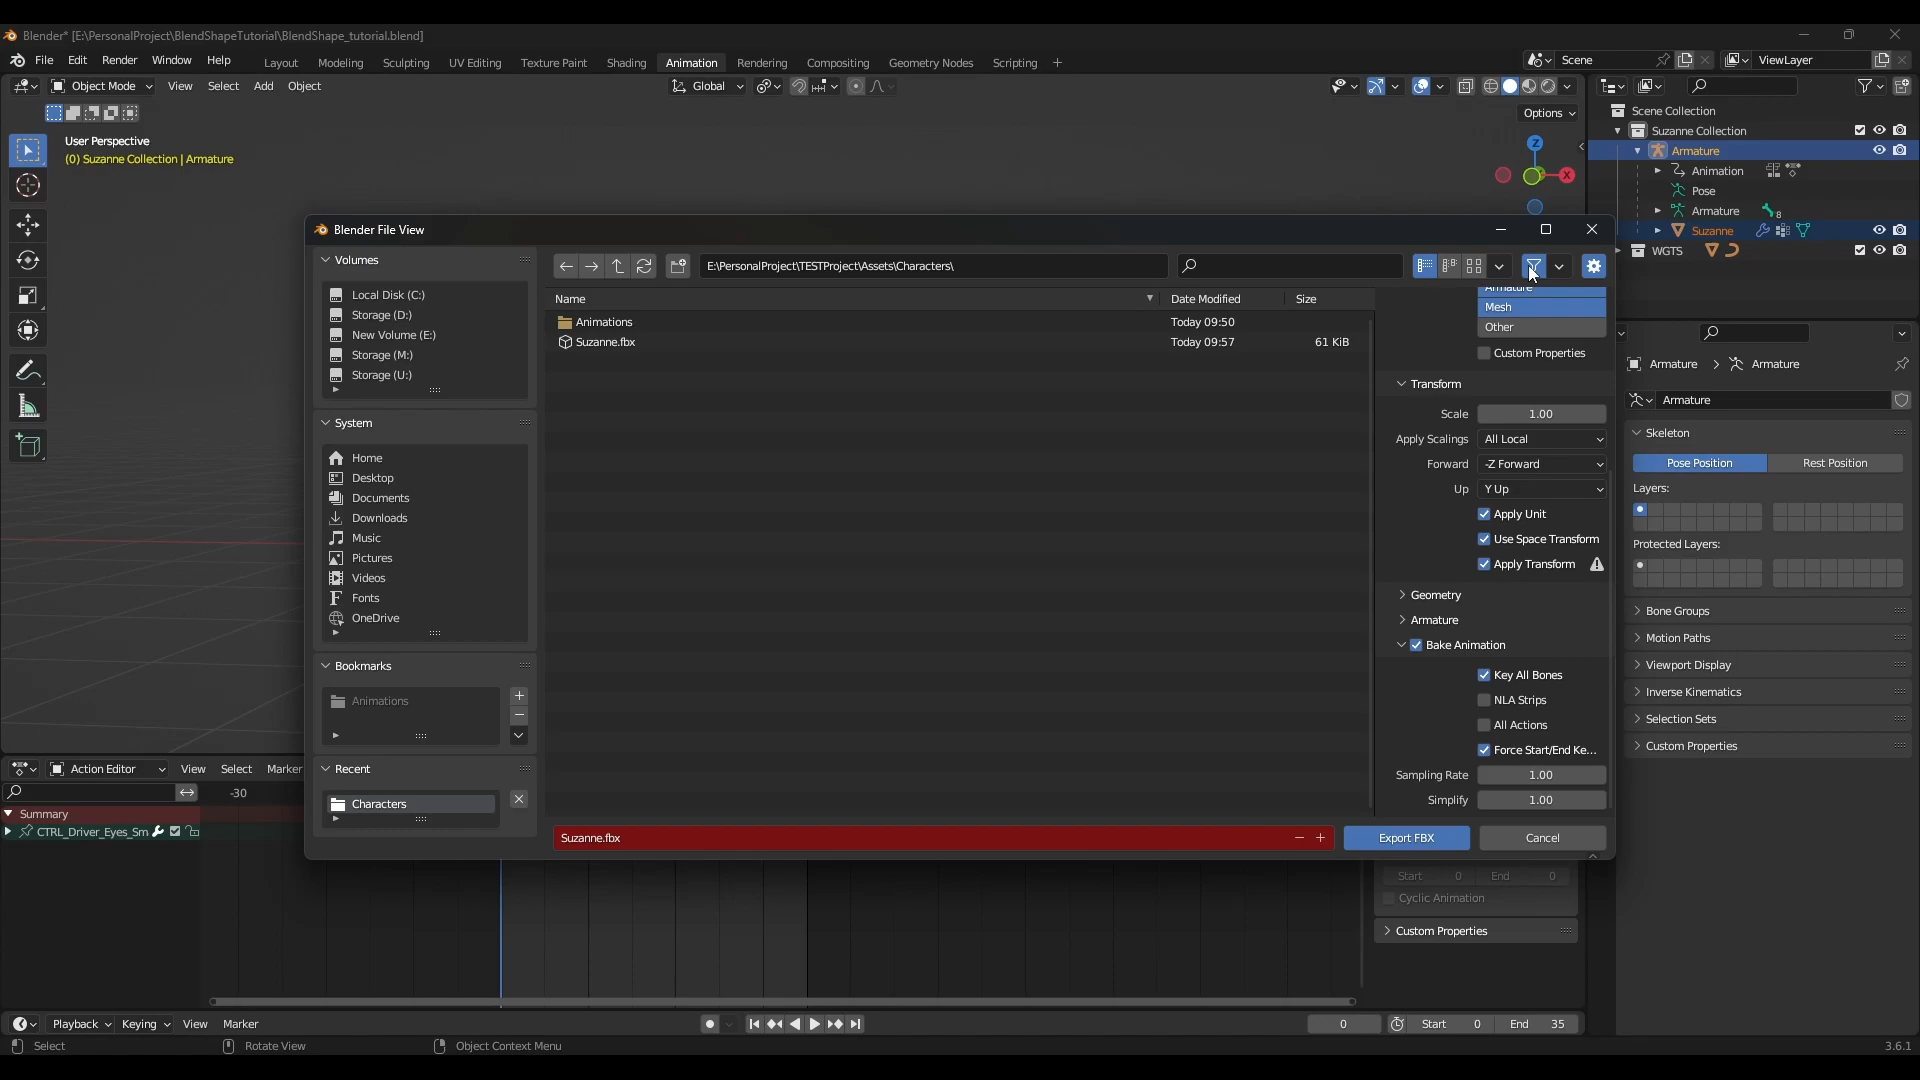 Blender* [E:\PersonalProject\BlendShapeTutorial\BlendShape_tutorial.blend]
File Edit Render Window Help Layout Modeling Sculpting UV Editing Texture Paint Shading Animation Rendering Compositing Geometry Nodes Scripting + Scene ViewLayer
Object Mode View Select Add Object Global
Options
User Perspective
(0) Suzanne Collection | Armature
Z
X
Scene Collection
Suzanne Collection
Armature
Animation
Pose
Armature 8
Suzanne
WGTS
Blender File View
Volumes
Local Disk (C:)
Storage (D:)
New Volume (E:)
Storage (M:)
Storage (U:)
System
Home
Desktop
Documents
Downloads
Music
Pictures
Videos
Fonts
OneDrive
Bookmarks
Animations
Recent
Characters
E:\PersonalProject\TESTProject\Assets\Characters\
Name Date Modified Size
Animations Today 09:50
Suzanne.fbx Today 09:57 61 KiB
Armature
Mesh
Other
Custom Properties
Transform
Scale 1.00
Apply Scalings All Local
Forward -Z Forward
Up Y Up
Apply Unit
Use Space Transform
Apply Transform
Geometry
Armature
Bake Animation
Key All Bones
NLA Strips
All Actions
Force Start/End Ke...
Sampling Rate 1.00
Simplify 1.00
Suzanne.fbx - + Export FBX Cancel
Armature > Armature
Armature
Skeleton
Pose Position Rest Position
Layers:
Protected Layers:
Bone Groups
Motion Paths
Viewport Display
Inverse Kinematics
Selection Sets
Custom Properties
Action Editor View Select Marker
-30
Summary
CTRL_Driver_Eyes_Sm
Start 0 End 0
Cyclic Animation
Custom Properties
Playback Keying View Marker 0 Start 0 End 35
Select Rotate View Object Context Menu 3.6.1